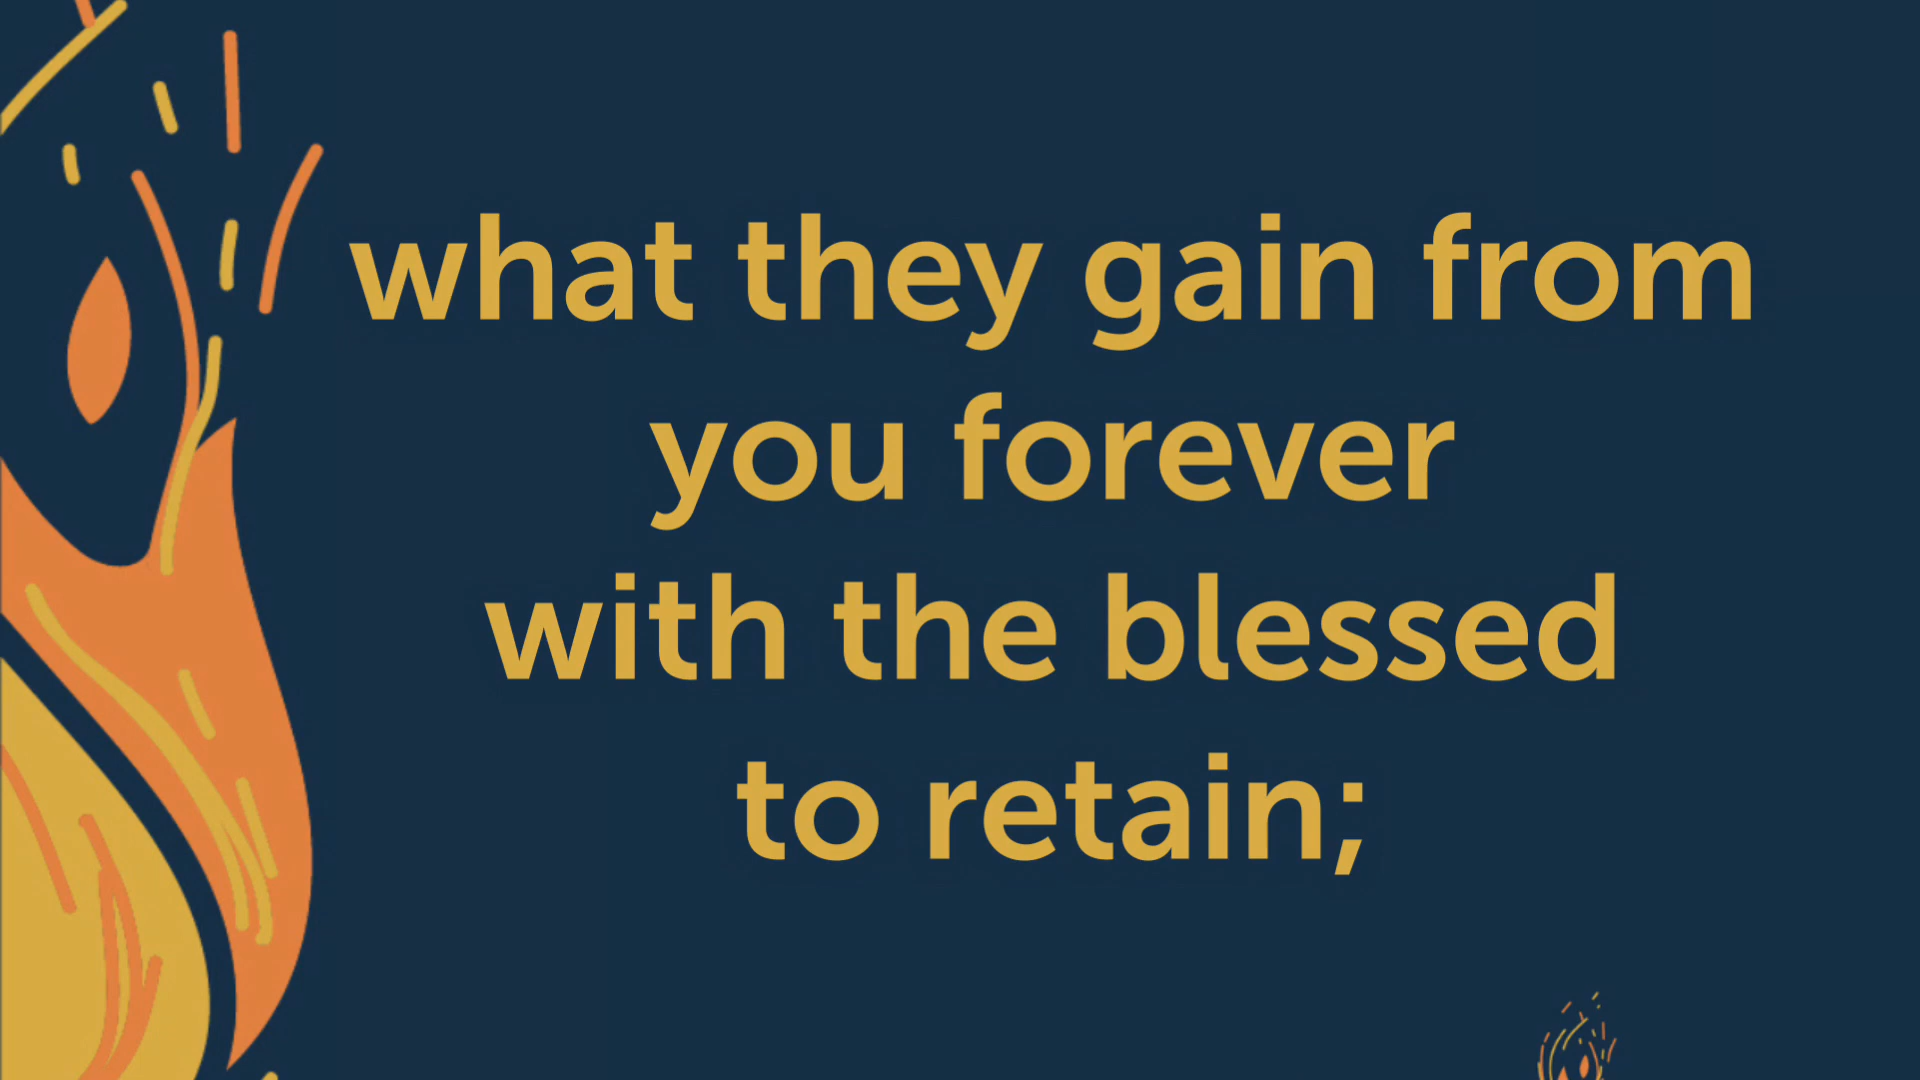 what they gain from
you forever
with the blessed
to retain;